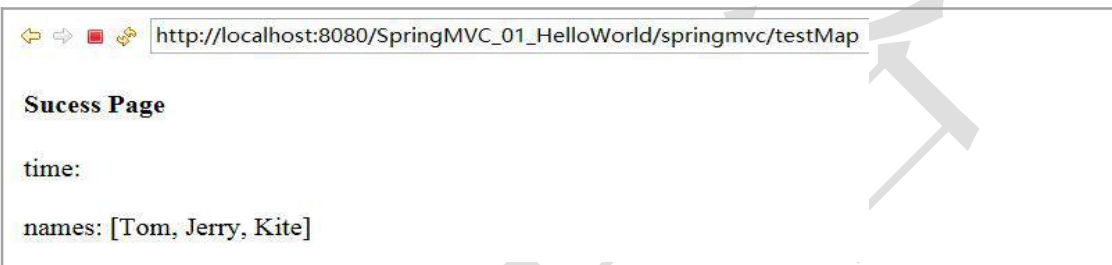 http://localhost:8080/SpringMVC_01_HelloWorld/springmvc/testMap
Sucess Page
time:
names: [Tom, Jerry, Kite]